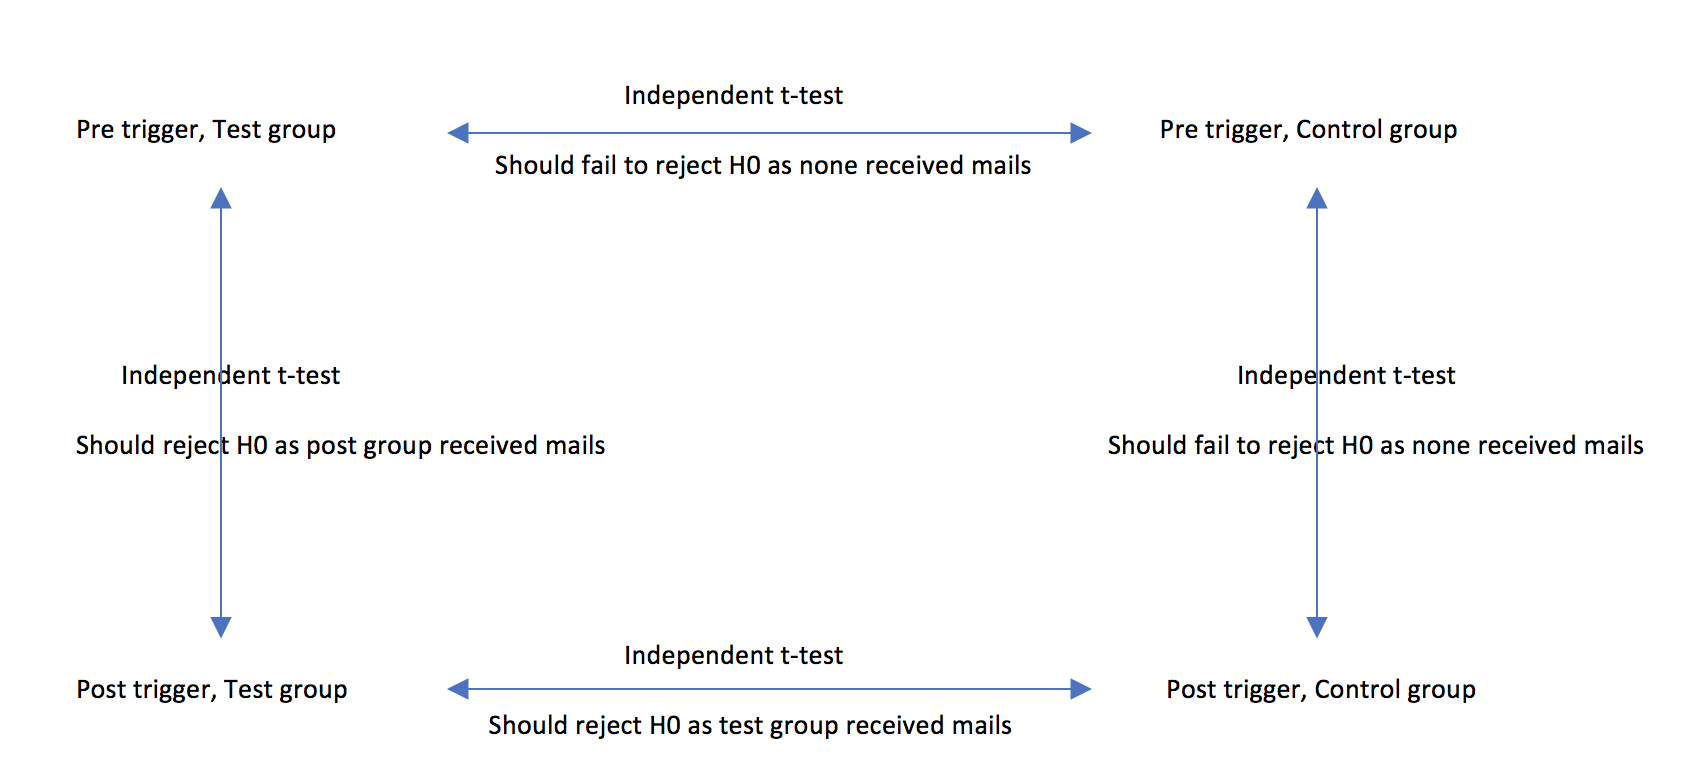 Independent t-test
Pre trigger, Test group
Pre trigger, Control group
Should fail to reject H0 as none received mails
Independent t-test
Independent t-test
Should reject H0 as post group received mails
Should fail to reject H0 as none received mails
Independent t-test
Post trigger, Test group
Post trigger, Control group
Should reject H0 as test group received mails